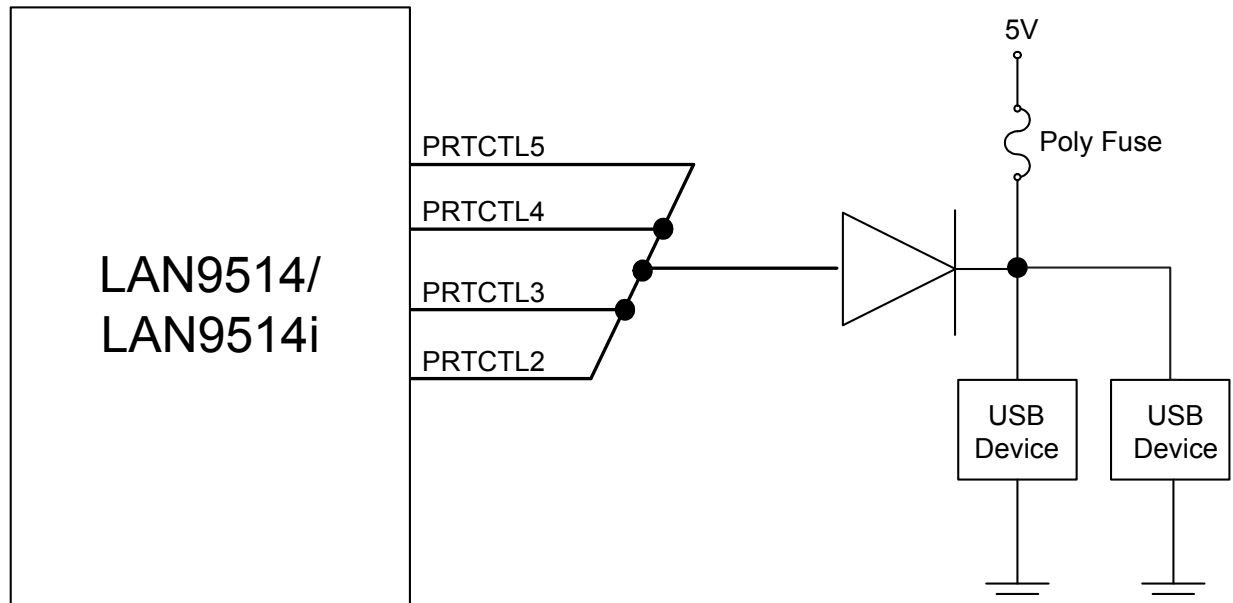 5V
Poly Fuse
PRTCTL5
PRTCTL4
LAN9514/
LAN9514i
PRTCTL3
PRTCTL2
USB
Device
USB
Device